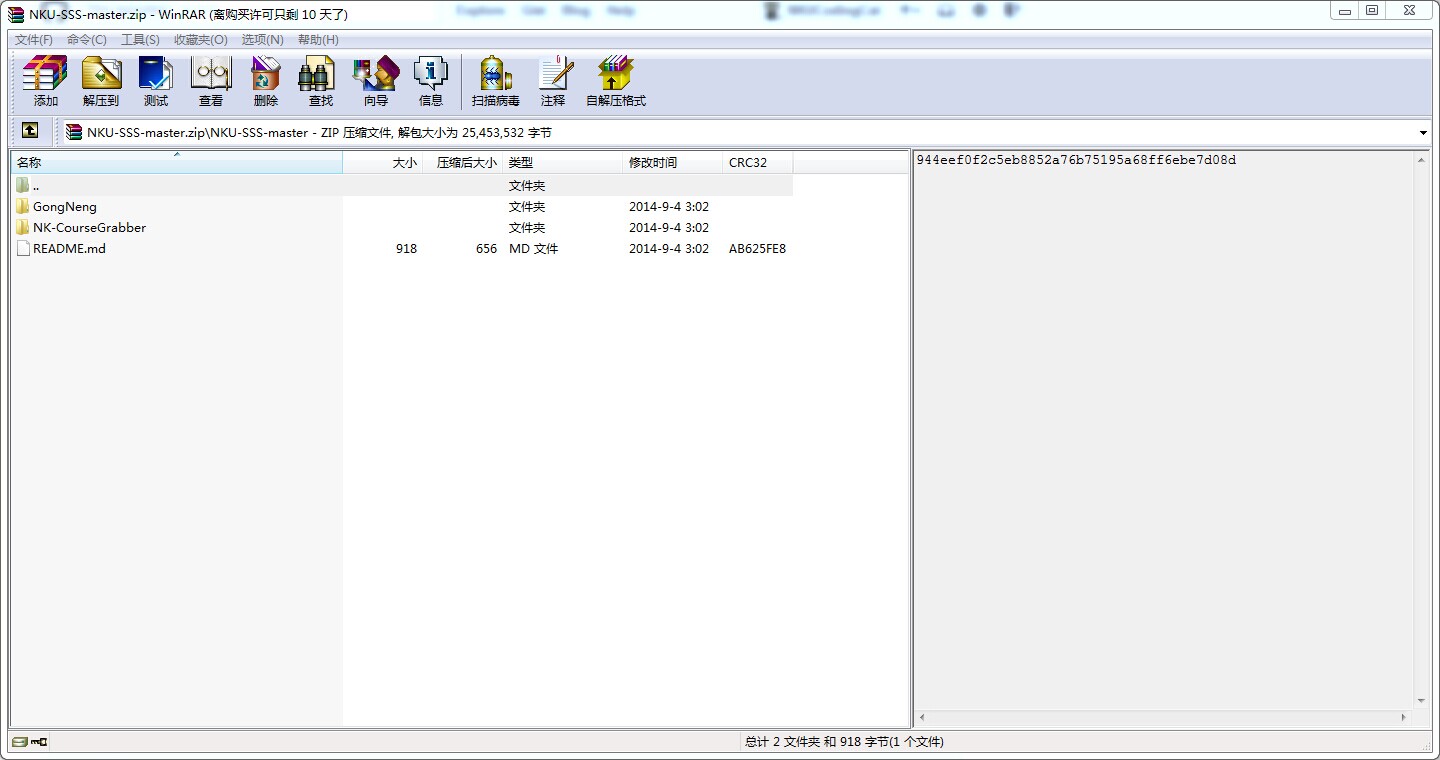 NKU-SSS-master.zip - WinRAR (离购买许可只剩 10 天了)
Explore Gist Blog Help
文件(F) 命令(C) 工具(S) 收藏夹(O) 选项(N) 帮助(H)
添加 解压到 测试 查看 删除 查找 向导 信息 扫描病毒 注释 自解压格式
NKU-SSS-master.zip\NKU-SSS-master - ZIP 压缩文件, 解包大小为 25,453,532 字节
名称 大小 压缩后大小 类型 修改时间 CRC32
944eef0f2c5eb8852a76b75195a68ff6ebe7d08d
.. 文件夹
GongNeng 文件夹 2014-9-4 3:02
NK-CourseGrabber 文件夹 2014-9-4 3:02
README.md 918 656 MD 文件 2014-9-4 3:02 AB625FE8
总计 2 文件夹 和 918 字节(1 个文件)